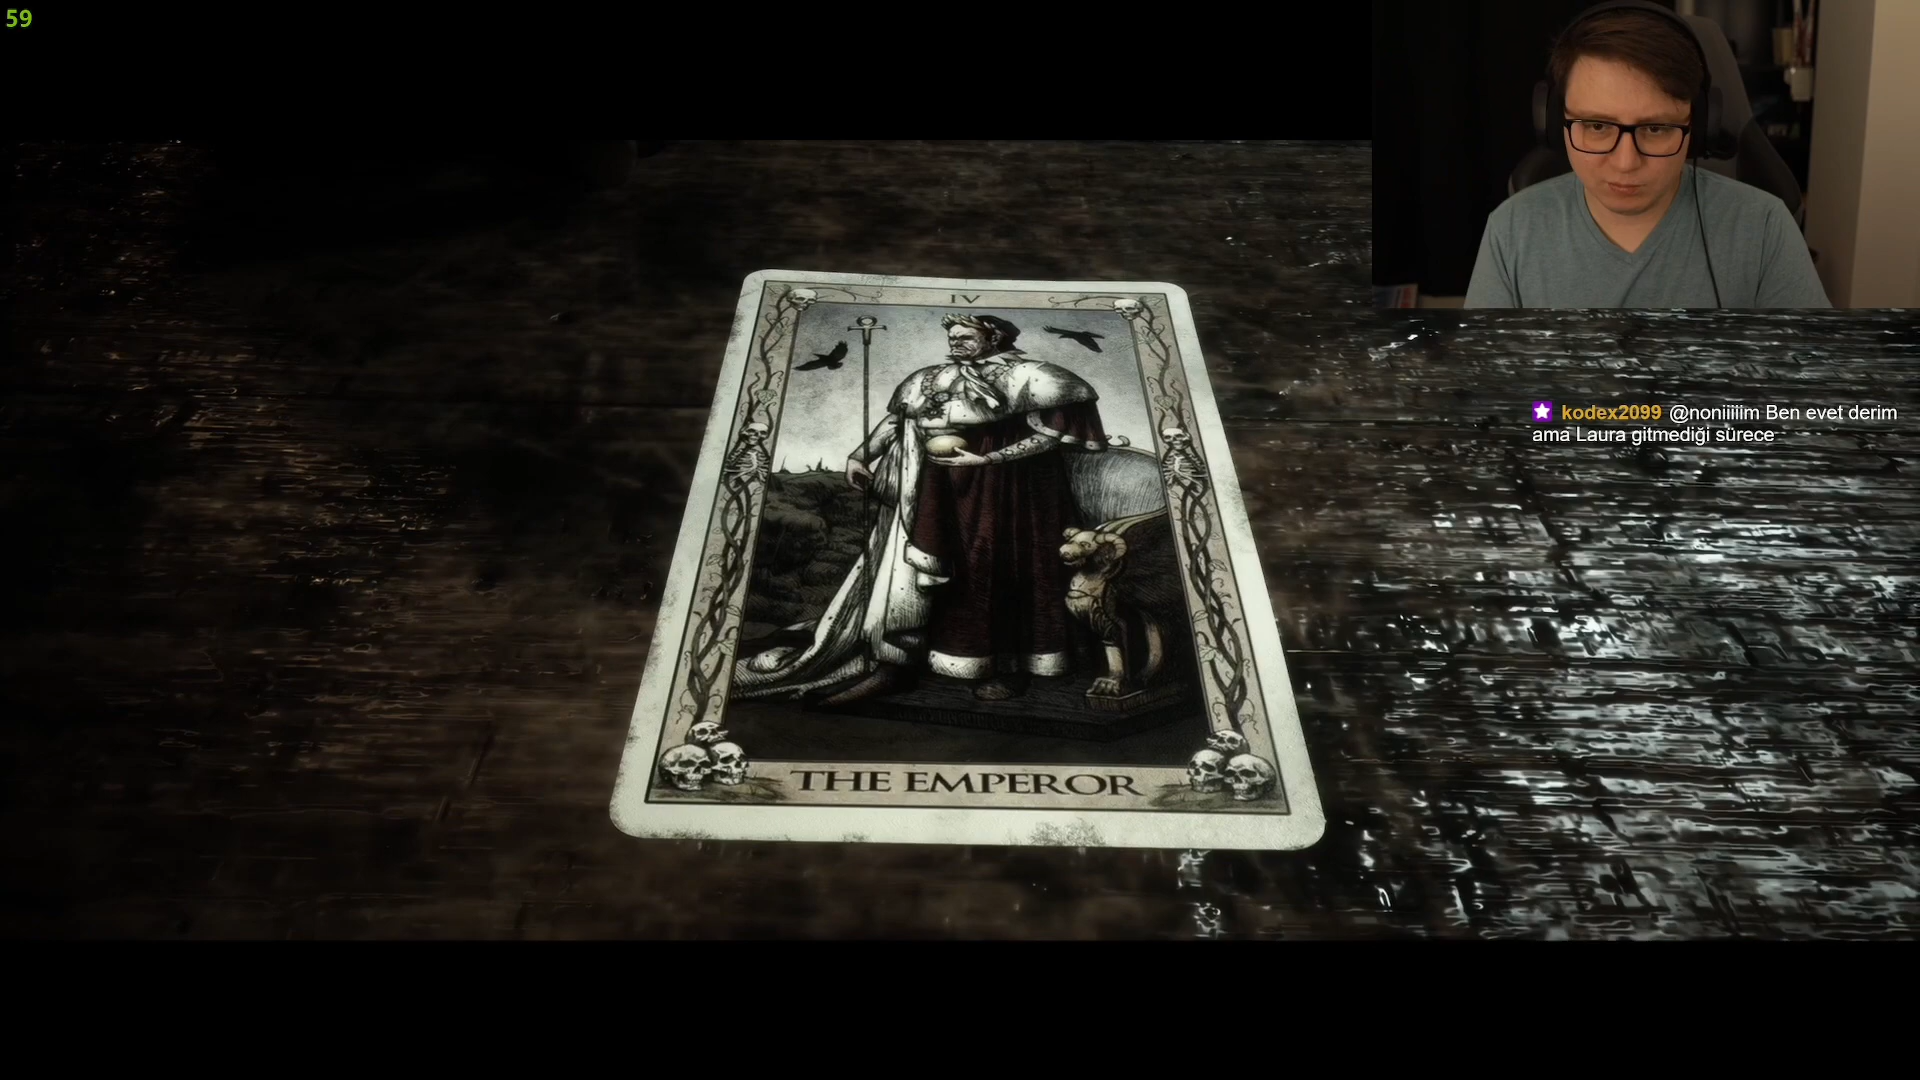 59
IV
THE EMPEROR
kodex2099 @noniiiiim Ben evet derim
ama Laura gitmediği sürece